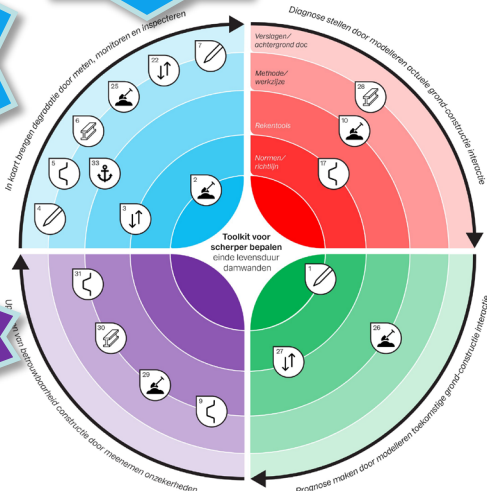 In kaart brengen degradatie door meten, monitoren en inspecteren
Diagnose stellen door modelleren actuele grond-constructie interactie
Verslagen/
achtergrond doc
Methode/
werkzijze
Rekentools
Normen/
richtlijn
7
22
25
6
5
33
4
3
2
28
10
17
Toolkit voor
scherper bepalen
einde levensduur
damwanden
31
30
29
9
1
26
27
van betrouwbaarheid constructie door meenemen onzekerheden
Prognose maken door modelleren toekomstige grond-constructie interactie